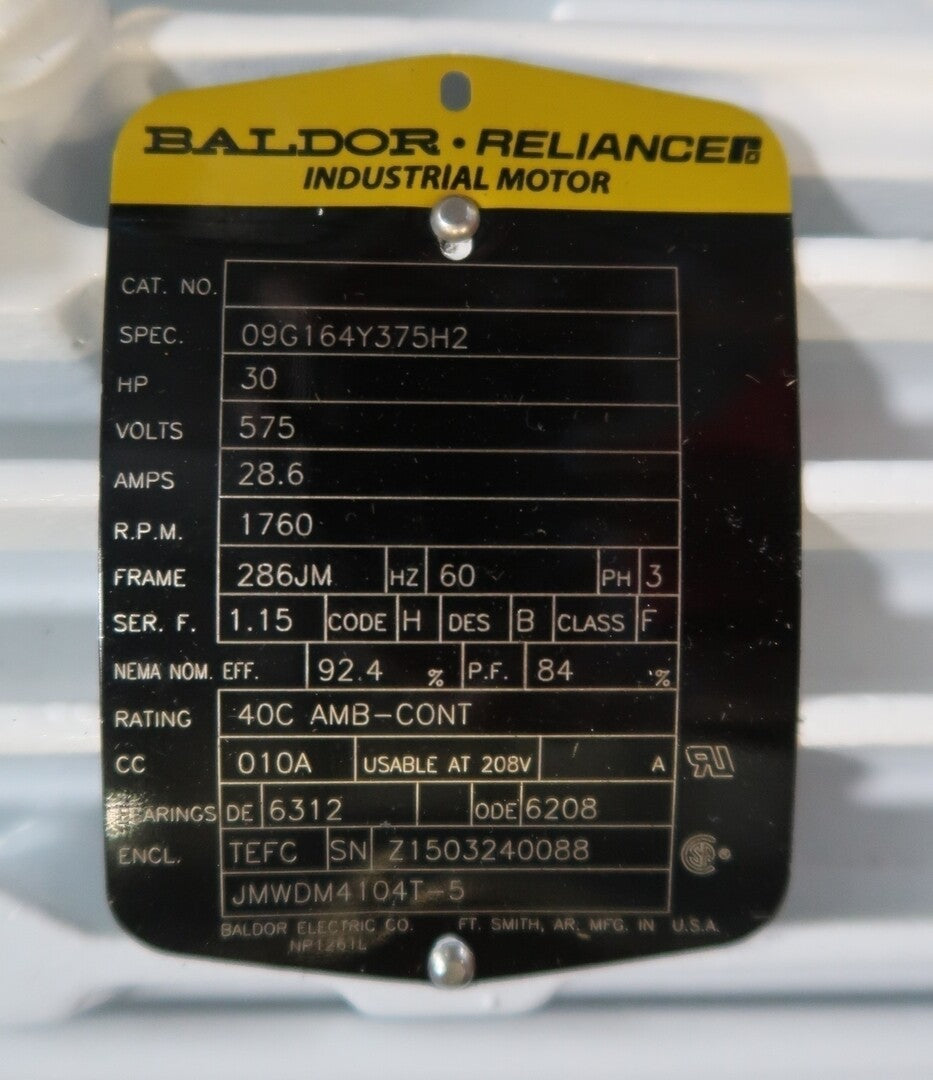 BALDOR • RELIANCE
INDUSTRIAL MOTOR
CAT. NO.
SPEC. 09G164Y375H2
HP 30
VOLTS 575
AMPS 28.6
R.P.M. 1760
FRAME 286JM HZ 60 PH 3
SER. F. 1.15 CODE H DES B CLASS F
NEMA NOM. EFF. 92.4 % P.F. 84 %
RATING 40C AMB-CONT
CC 010A USABLE AT 208V A
BEARINGS DE 6312 ODE 6208
ENCL. TEFC SN Z1503240088
JMWDM4104T-5
BALDOR ELECTRIC CO. FT. SMITH, AR. MFG. IN U.S.A.
NP1261L